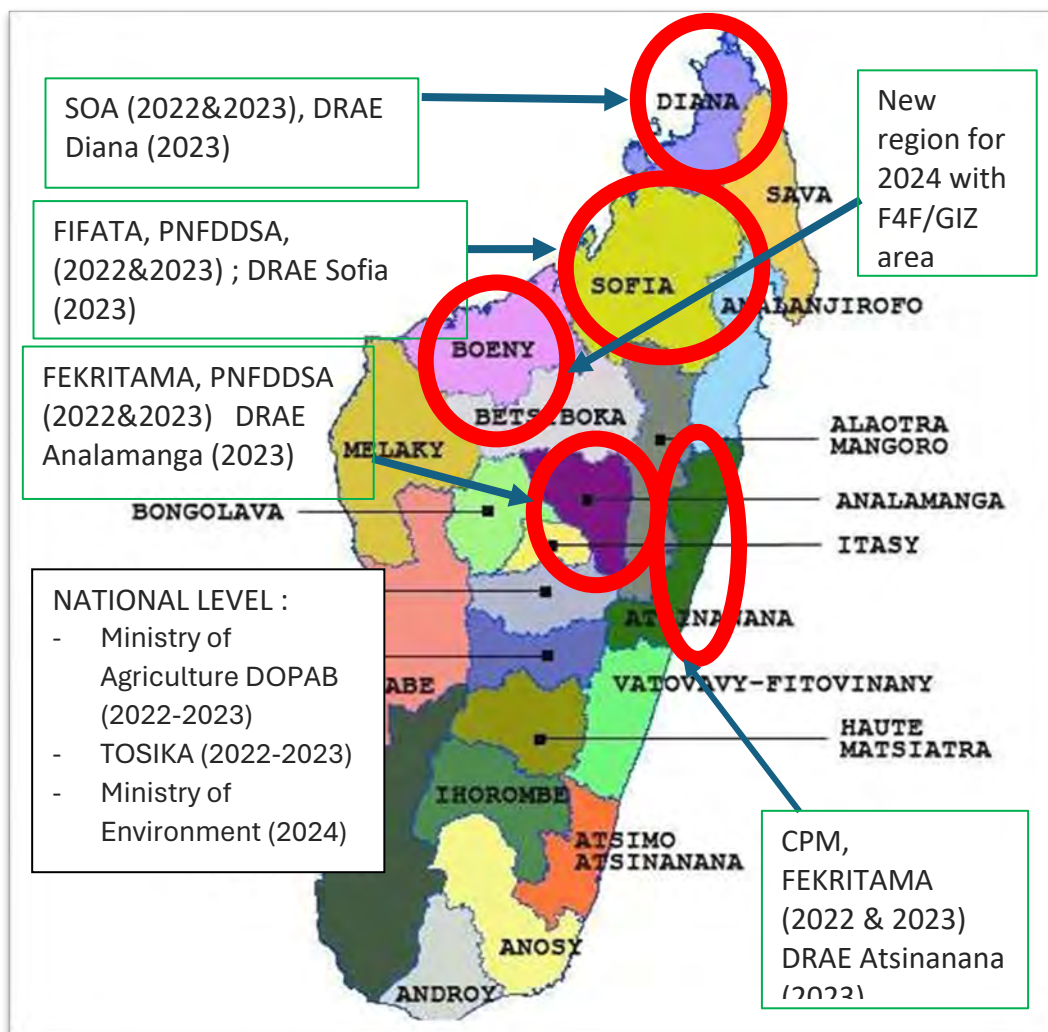 SOA (2022&2023), DRAE
Diana (2023)
DIANA
New
region for
2024 with
F4F/GIZ
area
SAVA
FIFATA, PNFDDSA,
(2022&2023) ; DRAE Sofia
(2023)
SOFIA
ANALANJIROFO
BOENY
FEKRITAMA, PNFDDSA
(2022&2023) DRAE
Analamanga (2023)
BETSIBOKA
MELAKY
ALAOTRA
MANGORO
BONGOLAVA
ANALAMANGA
ITASY
NATIONAL LEVEL :
- Ministry of
Agriculture DOPAB
(2022-2023)
- TOSIKA (2022-2023)
- Ministry of
Environment (2024)
ATSINANANA
ABE
VATOVAVY-FITOVINANY
HAUTE
MATSIATRA
IHOROMBE
ATSIMO
ATSINANANA
CPM,
FEKRITAMA
(2022 & 2023)
DRAE Atsinanana
(2023)
ANOSY
ANDROY